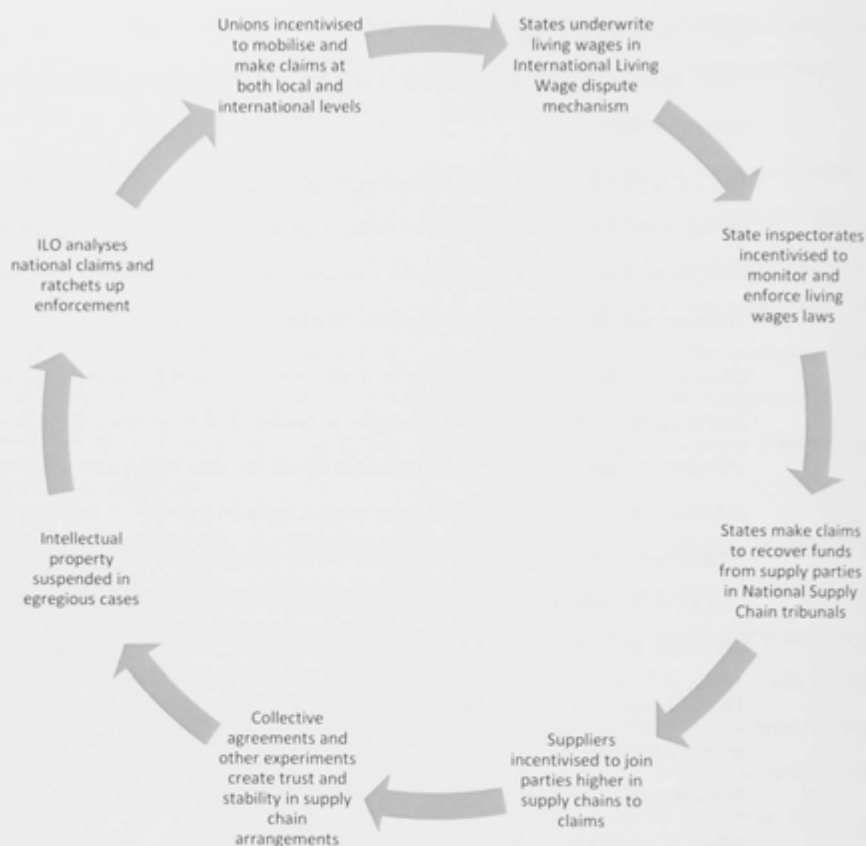 Unions incentivised
to mobilise and
make claims at
both local and
international levels
States underwrite
living wages in
International Living
Wage dispute
mechanism
State inspectorates
incentivised to
monitor and
enforce living
wages laws
States make claims
to recover funds
from supply parties
in National Supply
Chain tribunals
Suppliers
incentivised to join
parties higher in
supply chains to
claims
Collective
agreements and
other experiments
create trust and
stability in supply
chain
arrangements
Intellectual
property
suspended in
egregious cases
ILO analyses
national claims and
ratchets up
enforcement